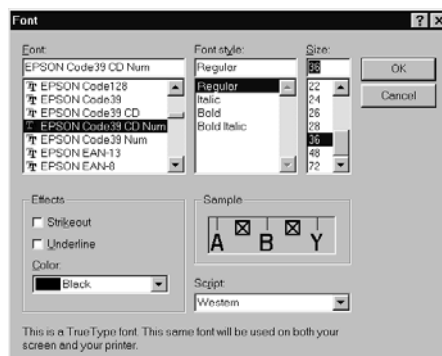 Font
Font:
EPSON Code39 CD Num
EPSON Code128
EPSON Code39
EPSON Code39 CD
EPSON Code39 CD Num
EPSON Code39 Num
EPSON EAN-13
EPSON EAN-8
Font style:
Regular
Regular
Italic
Bold
Bold Italic
Size:
36
22
24
26
28
36
48
72
OK
Cancel
Effects
Strikeout
Underline
Color:
Black
Sample
A B Y
Script:
Western
This is a TrueType font. This same font will be used on both your
screen and your printer.